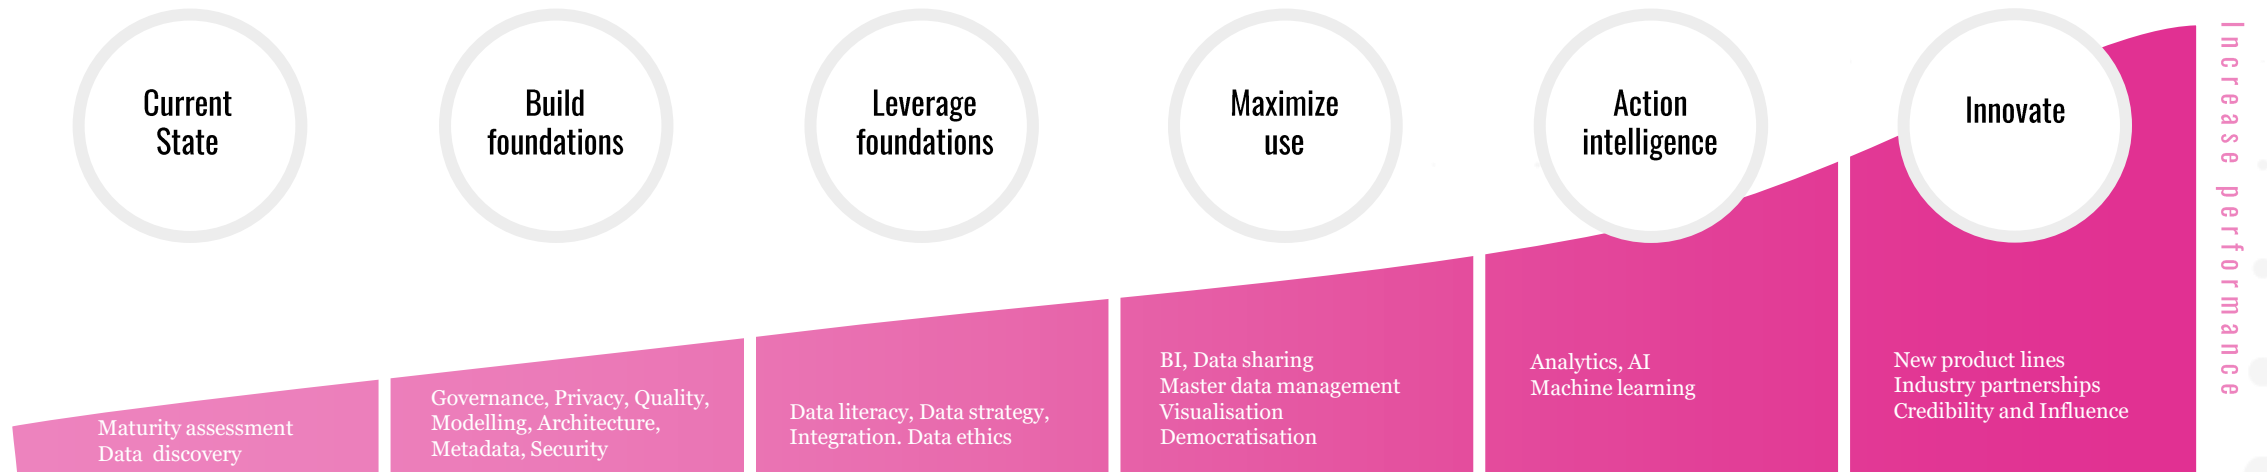 Current
State
Build
foundations
Leverage
foundations
Maximize
use
Action
intelligence
Innovate
Maturity assessment
Data  discovery
Governance, Privacy, Quality,
Modelling, Architecture,
Metadata, Security
Data literacy, Data strategy,
Integration. Data ethics
BI, Data sharing
Master data management
Visualisation
Democratisation
Analytics, AI
Machine learning
New product lines
Industry partnerships
Credibility and Influence
Increase performance